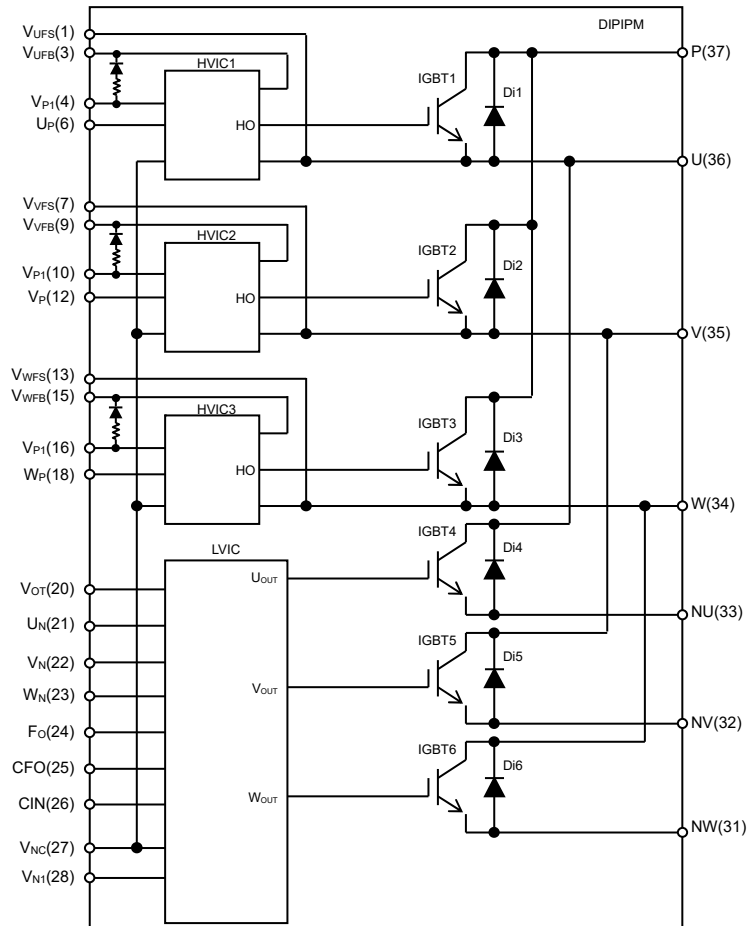 DIPIPM
VUFS(1)
VUFB(3)
VP1(4)
UP(6)
HVIC1
HO
IGBT1
Di1
P(37)
U(36)
VVFS(7)
VVFB(9)
VP1(10)
VP(12)
HVIC2
HO
IGBT2
Di2
V(35)
VWFS(13)
VWFB(15)
VP1(16)
WP(18)
HVIC3
HO
IGBT3
Di3
W(34)
LVIC
UOUT
VOUT
WOUT
IGBT4
Di4
NU(33)
IGBT5
Di5
NV(32)
IGBT6
Di6
NW(31)
VOT(20)
UN(21)
VN(22)
WN(23)
FO(24)
CFO(25)
CIN(26)
VNC(27)
VN1(28)